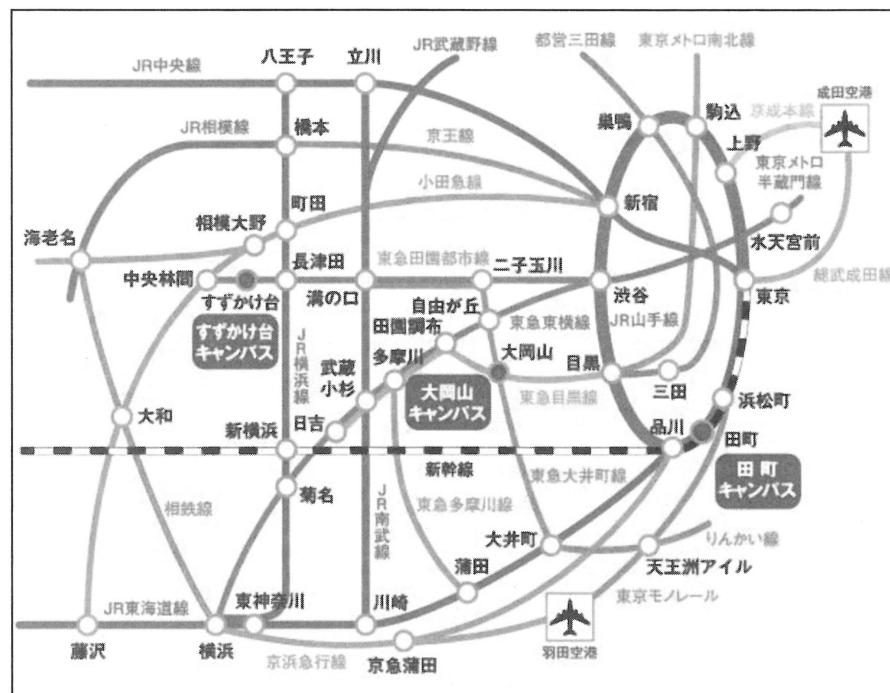 JR中央線
八王子
立川
JR武蔵野線
都営三田線
東京メトロ南北線
成田空港
京成本線
巣鴨
駒込
上野
JR相模線
橋本
京王線
東京メトロ
半蔵門線
小田急線
町田
新宿
相模大野
海老名
水天宮前
中央林間
長津田
東急田園都市線
二子玉川
すずかけ台
溝の口
渋谷
東京
総武成田線
すずかけ台
キャンパス
自由が丘
東急東横線
JR山手線
田園調布
JR横浜線
武蔵
小杉
多摩川
大岡山
目黒
三田
大岡山
キャンパス
東急目黒線
浜松町
大和
日吉
新横浜
品川
田町
新幹線
田町
キャンパス
菊名
東急大井町線
相鉄線
JR南武線
東急多摩川線
大井町
りんかい線
蒲田
天王洲アイル
東京モノレール
JR東海道線
東神奈川
川崎
藤沢
横浜
京浜急行線
京急蒲田
羽田空港